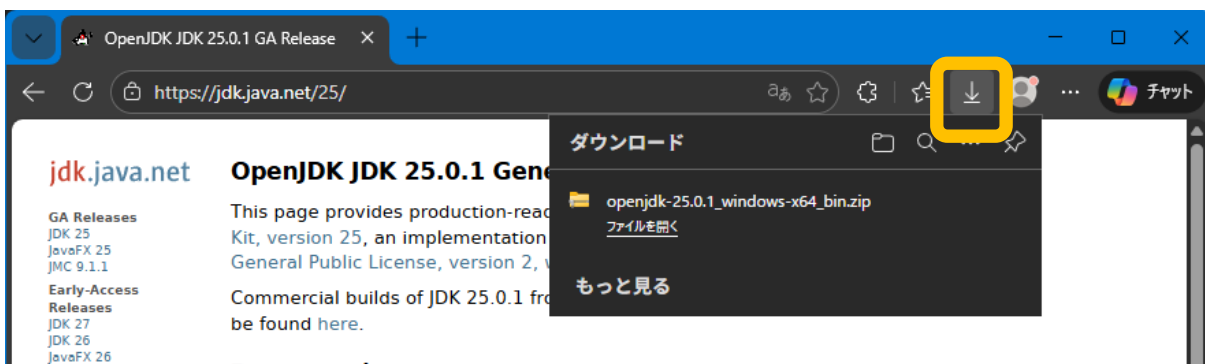 OpenJDK JDK 25.0.1 GA Release
https://jdk.java.net/25/
aあ
チャット
ダウンロード
openjdk-25.0.1_windows-x64_bin.zip
ファイルを開く
もっと見る
jdk.java.net
GA Releases
JDK 25
JavaFX 25
JMC 9.1.1
Early-Access
Releases
JDK 27
JDK 26
JavaFX 26
OpenJDK JDK 25.0.1 Gene
This page provides production-read
Kit, version 25, an implementation
General Public License, version 2, 
Commercial builds of JDK 25.0.1 fro
be found here.